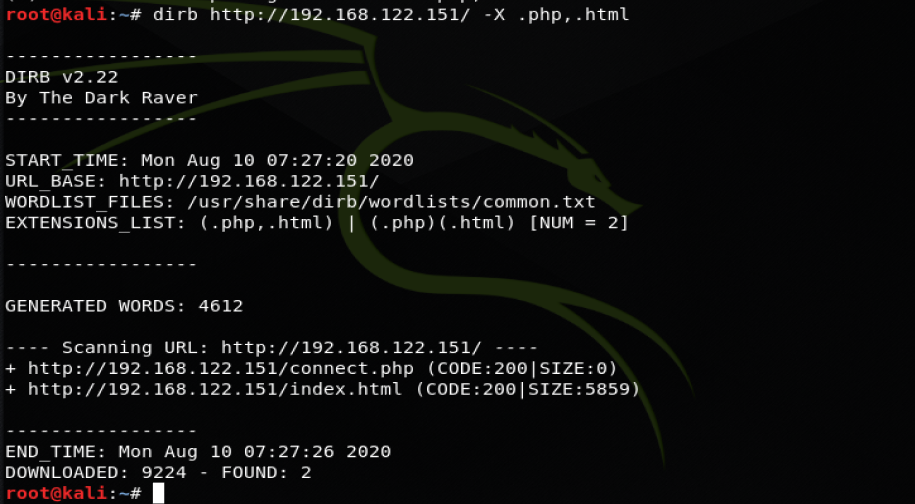 root@kali:~# dirb http://192.168.122.151/ -X .php,.html
-----------------
DIRB v2.22
By The Dark Raver
-----------------
START_TIME: Mon Aug 10 07:27:20 2020
URL_BASE: http://192.168.122.151/
WORDLIST_FILES: /usr/share/dirb/wordlists/common.txt
EXTENSIONS_LIST: (.php,.html) | (.php)(.html) [NUM = 2]
-----------------
GENERATED WORDS: 4612
---- Scanning URL: http://192.168.122.151/ ----
+ http://192.168.122.151/connect.php (CODE:200|SIZE:0)
+ http://192.168.122.151/index.html (CODE:200|SIZE:5859)
-----------------
END_TIME: Mon Aug 10 07:27:26 2020
DOWNLOADED: 9224 - FOUND: 2
root@kali:~#